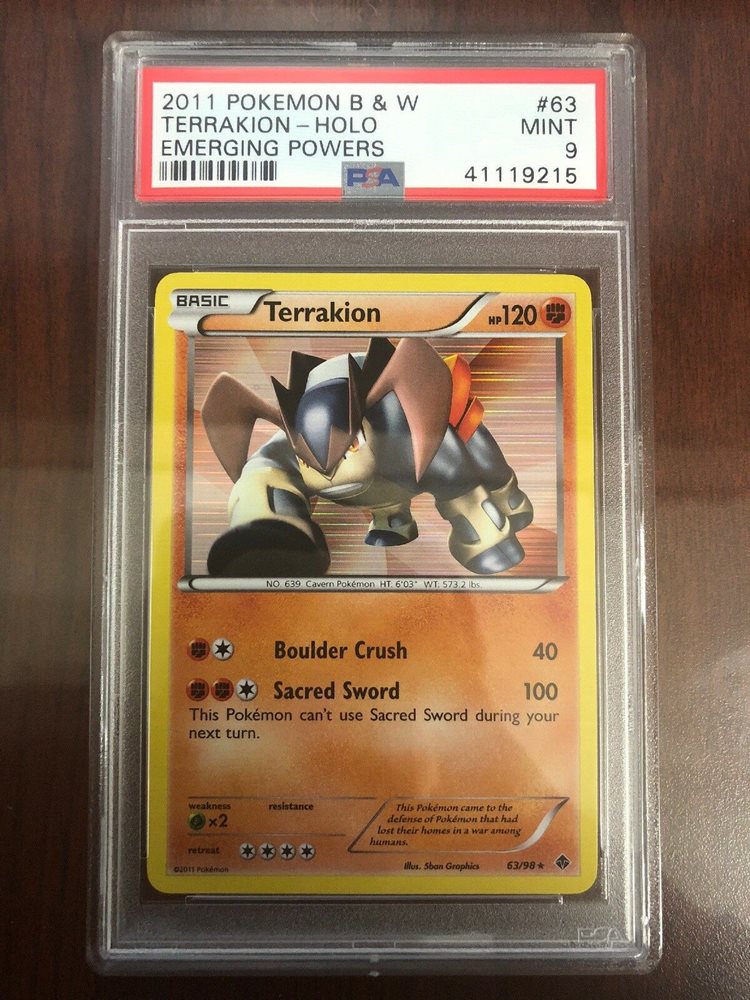 2011 POKEMON B & W #63
TERRAKION – HOLO MINT
EMERGING POWERS 9
PSA 41119215
BASIC Terrakion HP120
NO. 639 Cavern Pokémon HT: 6'03" WT: 573.2 lbs.
Boulder Crush 40
Sacred Sword 100
This Pokémon can't use Sacred Sword during your
next turn.
weakness resistance
×2
retreat
This Pokémon came to the
defense of Pokémon that had
lost their homes in a war among
humans.
©2011 Pokémon Illus. 5ban Graphics 63/98 ★
PSA